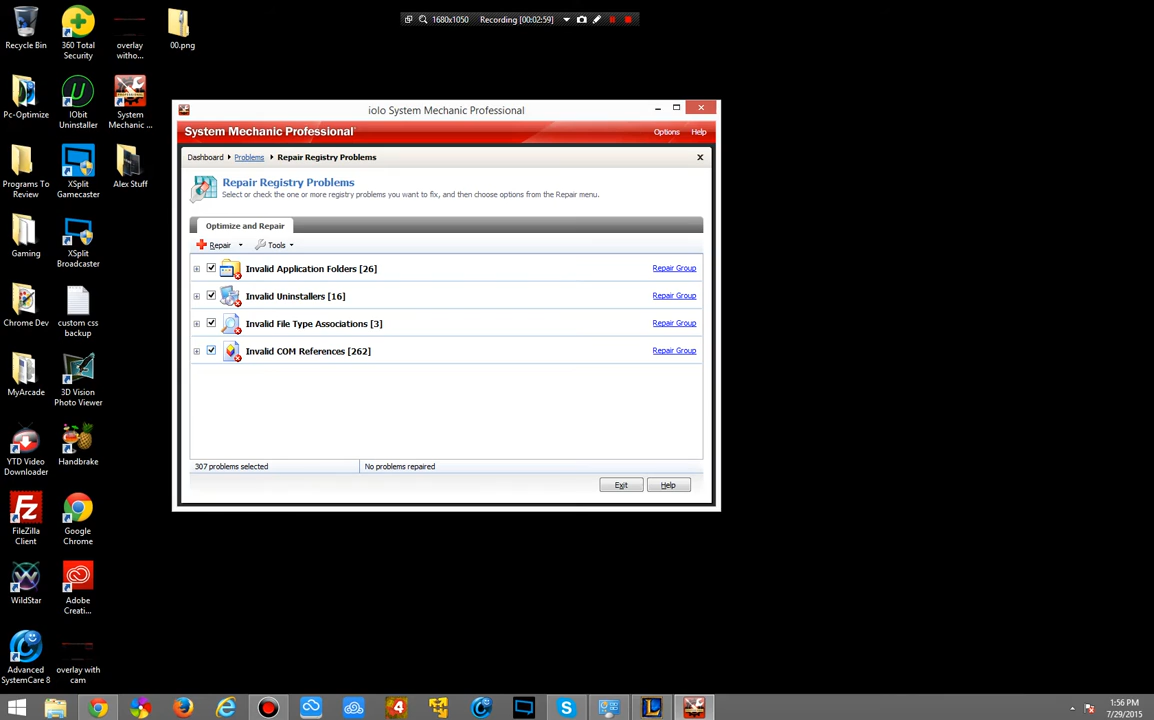 1680x1050
Recording [00:02:59]
Recycle Bin
360 Total
Security
overlay
witho...
00.png
Pc-Optimize
IObit
Uninstaller
System
Mechanic ...
Programs To
Review
XSplit
Gamecaster
Alex Stuff
Gaming
XSplit
Broadcaster
Chrome Dev
custom css
backup
MyArcade
3D Vision
Photo Viewer
YTD Video
Downloader
Handbrake
FileZilla
Client
Google
Chrome
WildStar
Adobe
Creati...
Advanced
SystemCare 8
overlay with
cam
iolo System Mechanic Professional
System Mechanic Professional
Options
Help
Dashboard
Problems
Repair Registry Problems
Repair Registry Problems
Select or check the one or more registry problems you want to fix, and then choose options from the Repair menu.
Optimize and Repair
Repair
Tools
Invalid Application Folders [26]
Repair Group
Invalid Uninstallers [16]
Repair Group
Invalid File Type Associations [3]
Repair Group
Invalid COM References [262]
Repair Group
307 problems selected
No problems repaired
Exit
Help
1:56 PM
7/29/2015